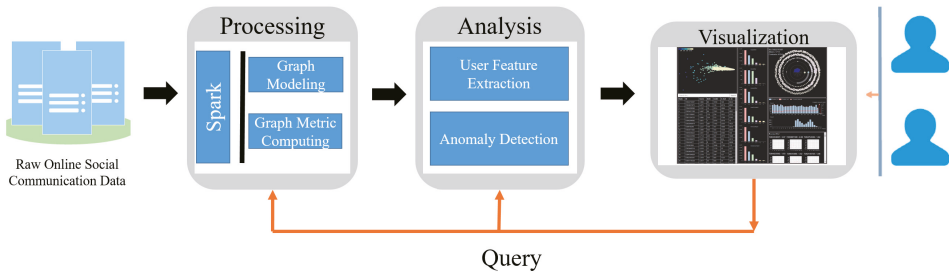 Processing
Analysis
Visualization
Spark
Graph
Modeling
Graph Metric
Computing
User Feature
Extraction
Anomaly Detection
Raw Online Social
Communication Data
Query